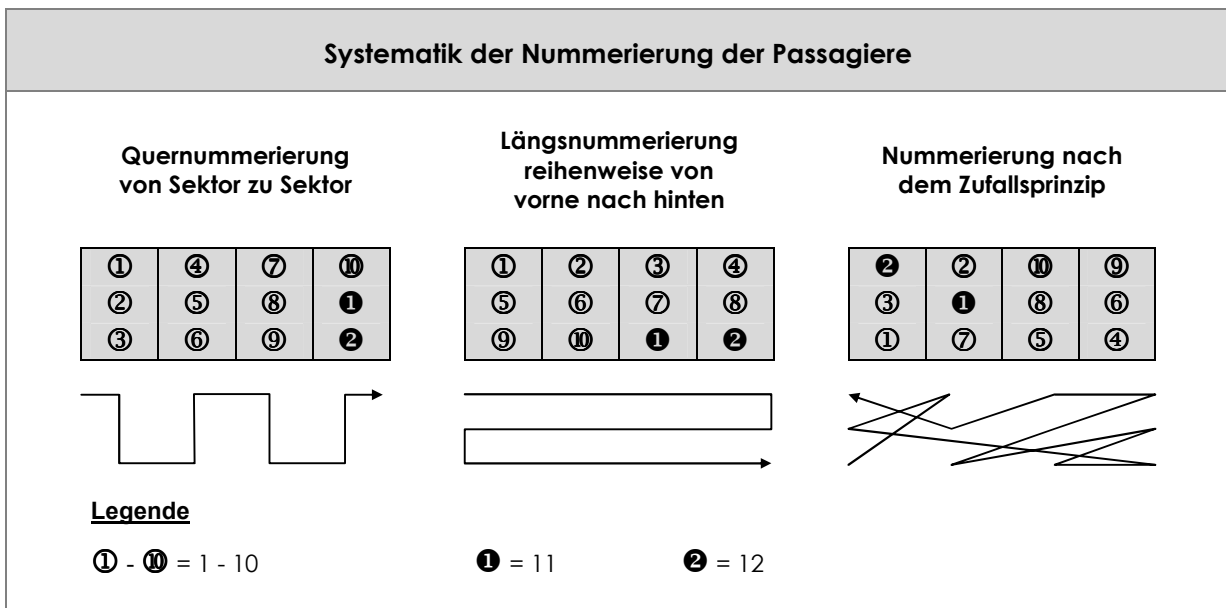 Systematik der Nummerierung der Passagiere
Quernummerierung
von Sektor zu Sektor
Längsnummerierung
reihenweise von
vorne nach hinten
Nummerierung nach
dem Zufallsprinzip
① ④ ⑦ ⑩
② ⑤ ⑧ ❶
③ ⑥ ⑨ ❷
① ② ③ ④
⑤ ⑥ ⑦ ⑧
⑨ ⑩ ❶ ❷
❷ ② ⑩ ⑨
③ ❶ ⑧ ⑥
① ⑦ ⑤ ④
Legende
① - ⑩ = 1 - 10
❶ = 11
❷ = 12